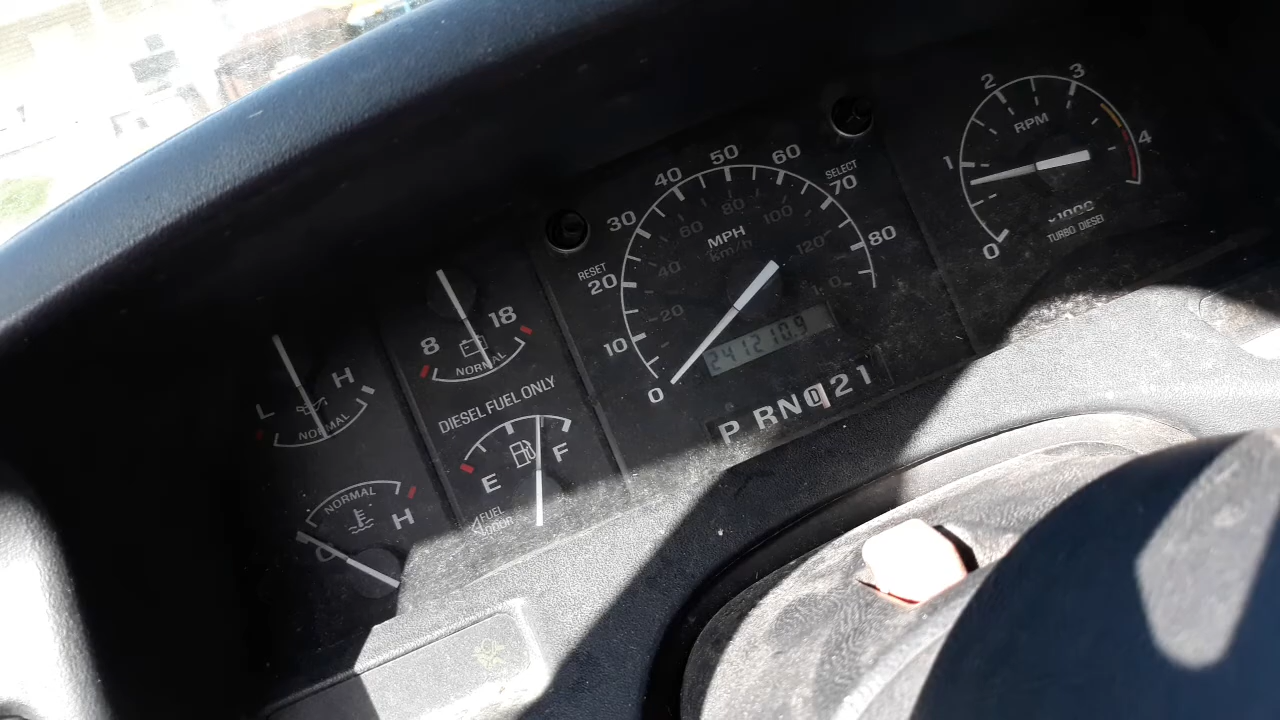 L H
NORMAL
NORMAL
H
8 18
NORMAL
DIESEL FUEL ONLY
E F
FUEL
DOOR
RESET
SELECT
0 10 20 30 40 50 60 70 80
MPH
km/h
20 40 60 80 100 120
241210.9
P R N D 2 1
0 1 2 3 4
RPM
x1000
TURBO DIESEL